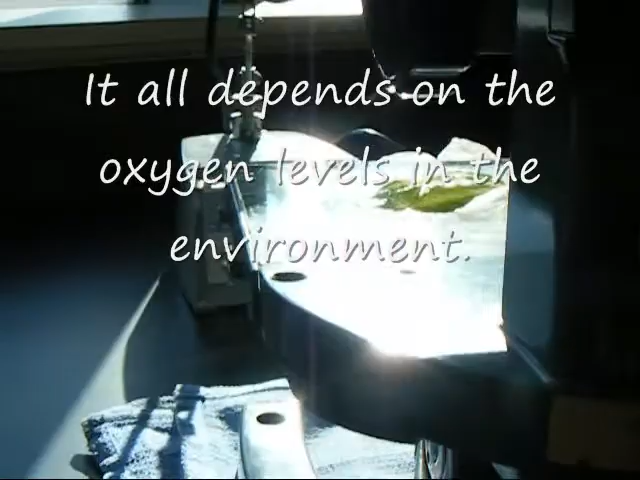 It all depends on the
oxygen levels in the
environment.